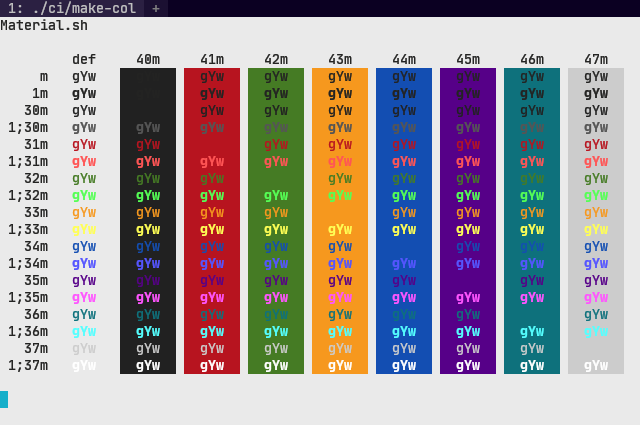 1: ./ci/make-col +
Material.sh
def 40m 41m 42m 43m 44m 45m 46m 47m
m gYw gYw gYw gYw gYw gYw gYw gYw
1m gYw gYw gYw gYw gYw gYw gYw gYw
30m gYw gYw gYw gYw gYw gYw gYw gYw
1;30m gYw gYw gYw gYw gYw gYw gYw gYw gYw
31m gYw gYw gYw gYw gYw gYw gYw gYw
1;31m gYw gYw gYw gYw gYw gYw gYw gYw gYw
32m gYw gYw gYw gYw gYw gYw gYw gYw
1;32m gYw gYw gYw gYw gYw gYw gYw gYw gYw
33m gYw gYw gYw gYw gYw gYw gYw gYw
1;33m gYw gYw gYw gYw gYw gYw gYw gYw gYw
34m gYw gYw gYw gYw gYw gYw gYw gYw
1;34m gYw gYw gYw gYw gYw gYw gYw gYw gYw
35m gYw gYw gYw gYw gYw gYw gYw gYw
1;35m gYw gYw gYw gYw gYw gYw gYw gYw gYw
36m gYw gYw gYw gYw gYw gYw gYw gYw
1;36m gYw gYw gYw gYw gYw gYw gYw gYw gYw
37m gYw gYw gYw gYw gYw gYw gYw gYw
1;37m gYw gYw gYw gYw gYw gYw gYw gYw gYw